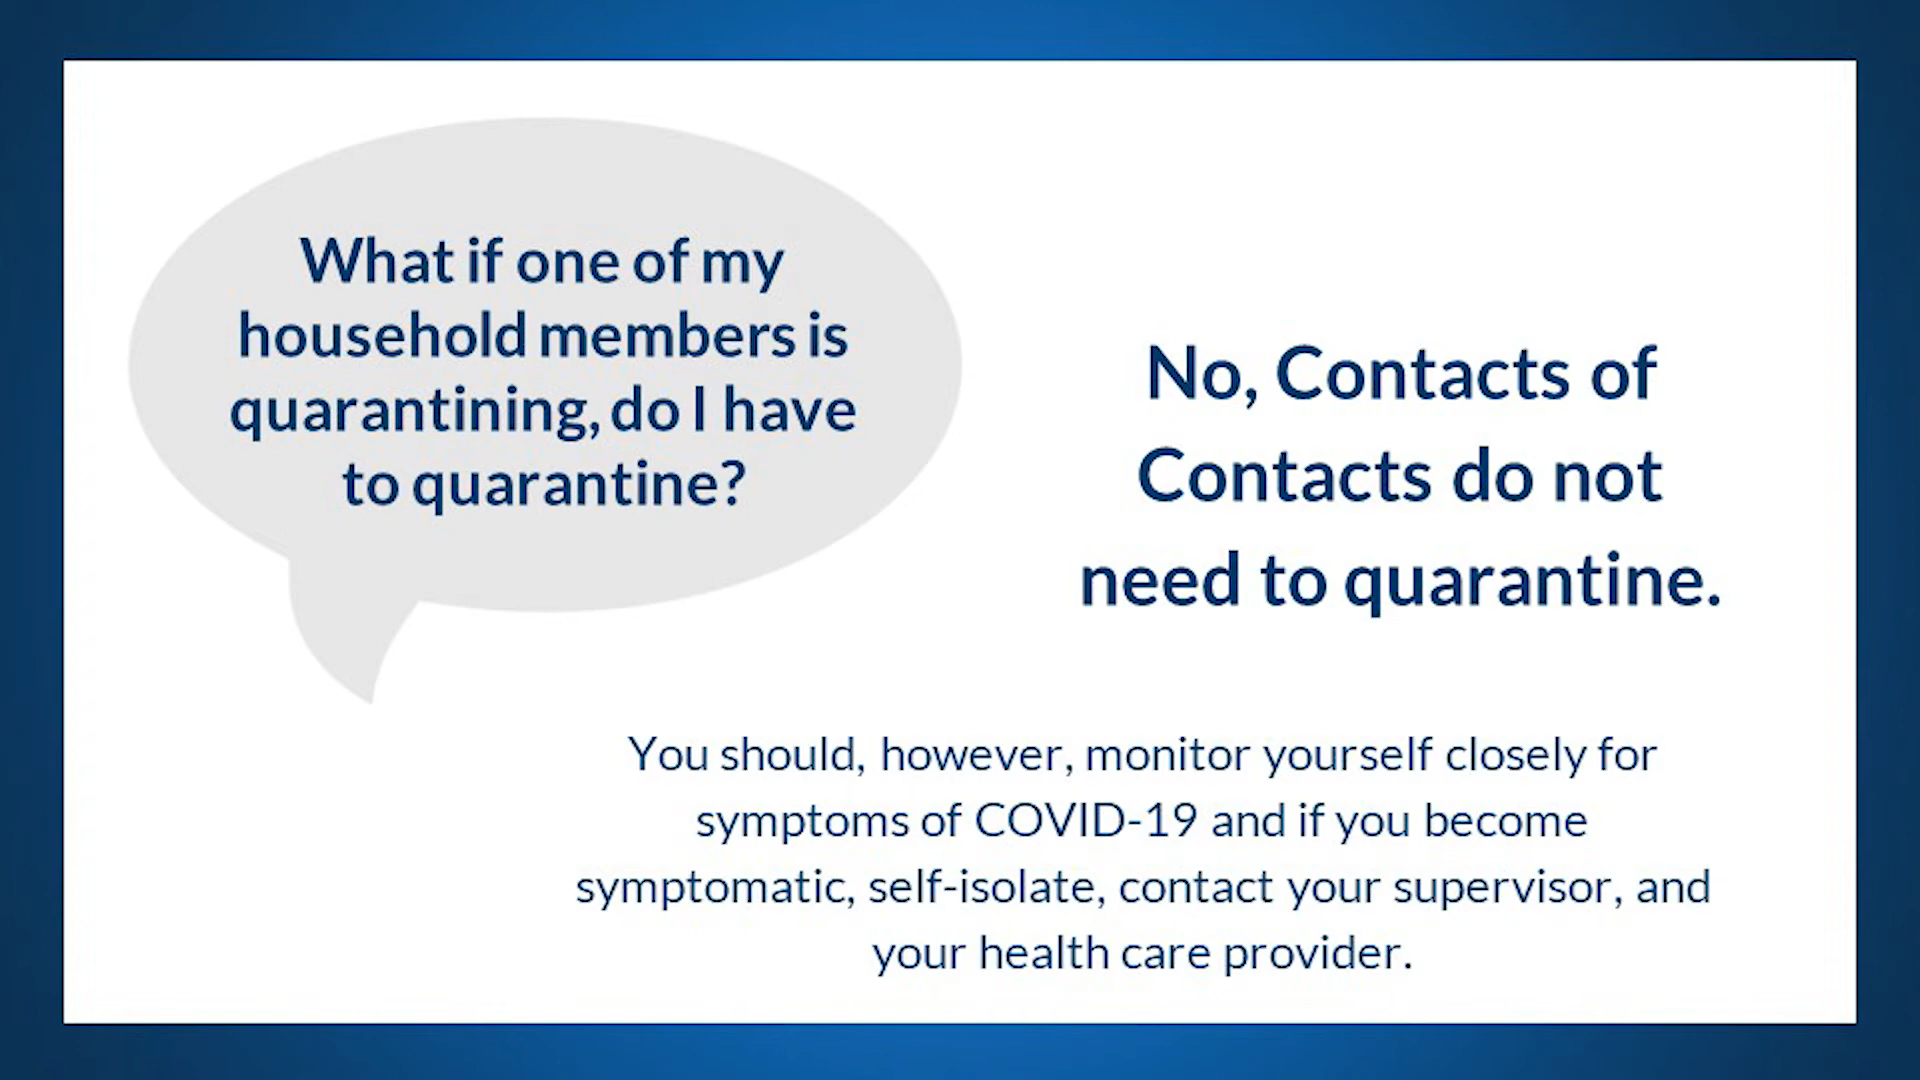 What if one of my
household members is
quarantining, do I have
to quarantine?
No, Contacts of
Contacts do not
need to quarantine.
You should, however, monitor yourself closely for
symptoms of COVID-19 and if you become
symptomatic, self-isolate, contact your supervisor, and
your health care provider.